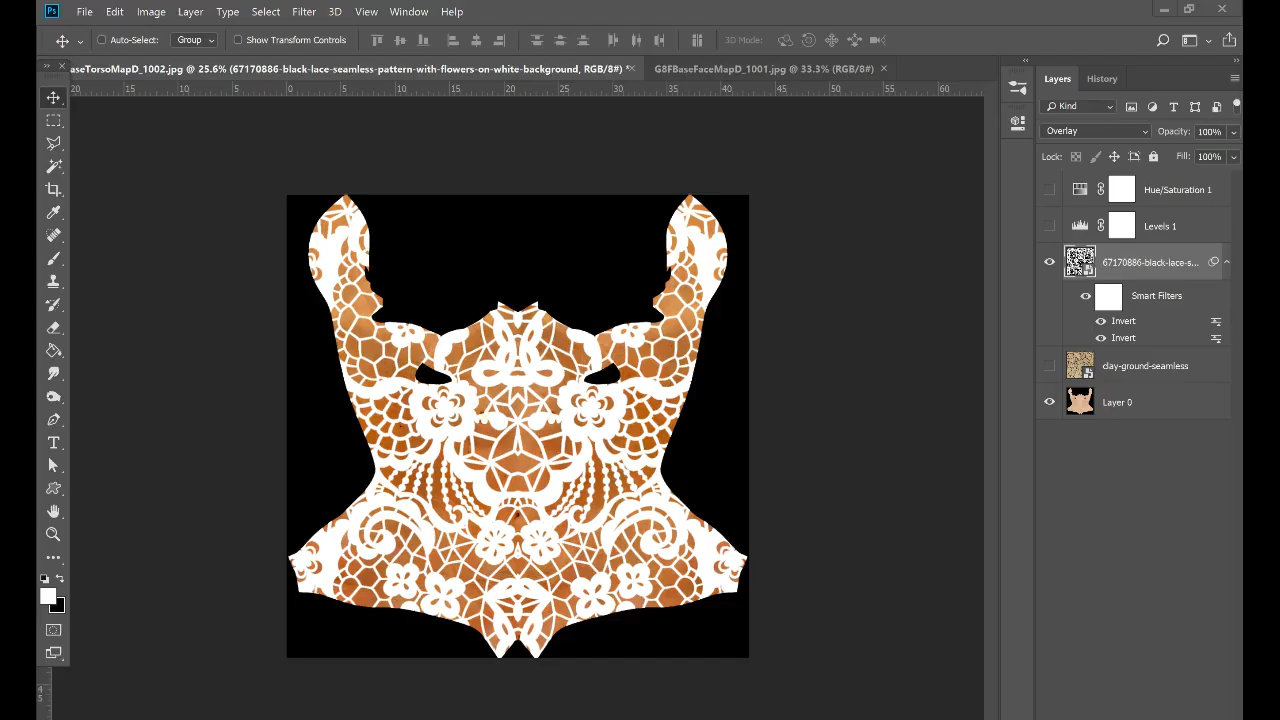 Ps File Edit Image Layer Type Select Filter 3D View Window Help
Auto-Select: Group Show Transform Controls 3D Mode:
aseTorsoMapD_1002.jpg @ 25.6% (67170886-black-lace-seamless-pattern-with-flowers-on-white-background, RGB/8#) * G8FBaseFaceMapD_1001.jpg @ 33.3% (RGB/8#)
20 15 10 5 0 5 10 15 20 25 30 35 40 45 50 55 60
Layers History
Kind
Overlay Opacity: 100%
Lock: Fill: 100%
Hue/Saturation 1
Levels 1
67170886-black-lace-s...
Smart Filters
Invert
Invert
clay-ground-seamless
Layer 0
4
5